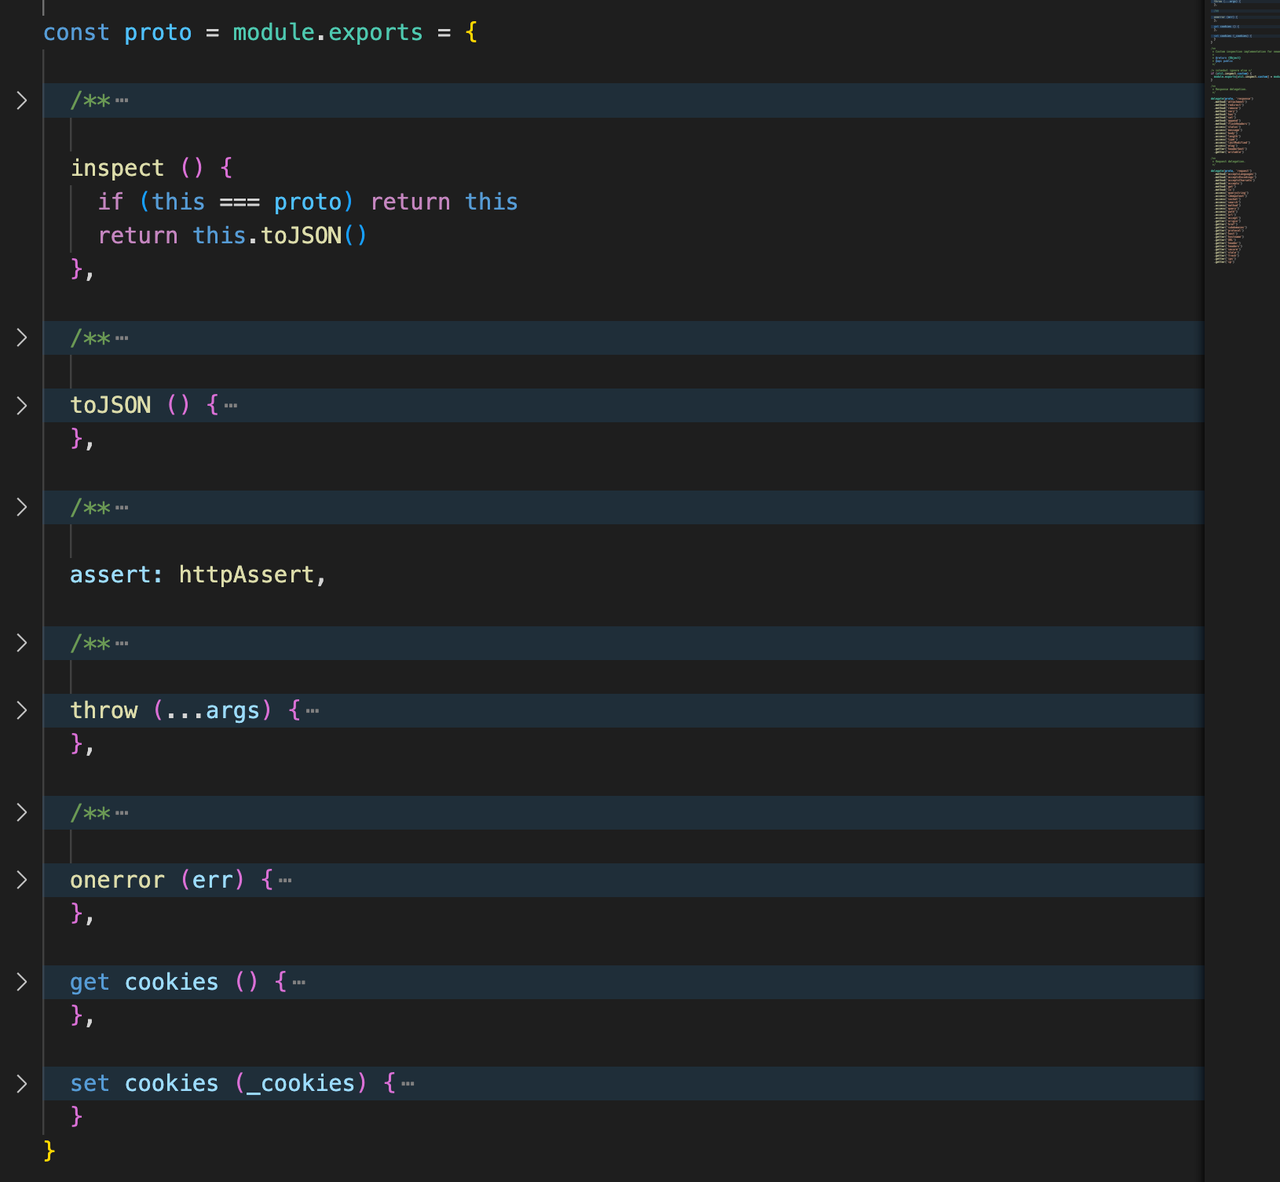 const proto = module.exports = {
/**…
inspect () {
if (this === proto) return this
return this.toJSON()
},
/**…
toJSON () {…
},
/**…
assert: httpAssert,
/**…
throw (...args) {…
},
/**…
onerror (err) {…
},
get cookies () {…
},
set cookies (_cookies) {…
}
}